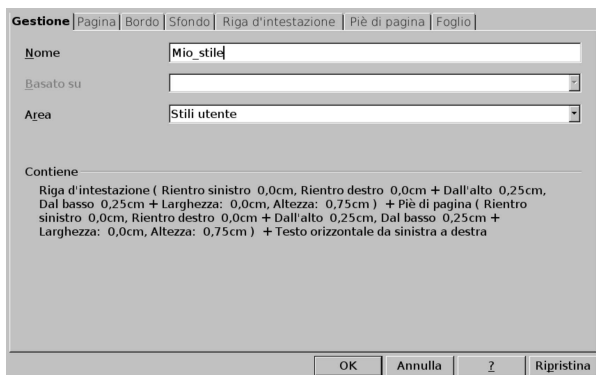 Gestione Pagina Bordo Sfondo Riga d'intestazione Piè di pagina Foglio
Nome Mio_stile
Basato su
Area Stili utente
Contiene
Riga d'intestazione ( Rientro sinistro 0,0cm, Rientro destro 0,0cm + Dall'alto 0,25cm,
Dal basso 0,25cm + Larghezza: 0,0cm, Altezza: 0,75cm ) + Piè di pagina ( Rientro
sinistro 0,0cm, Rientro destro 0,0cm + Dall'alto 0,25cm, Dal basso 0,25cm +
Larghezza: 0,0cm, Altezza: 0,75cm ) + Testo orizzontale da sinistra a destra
OK Annulla ? Ripristina